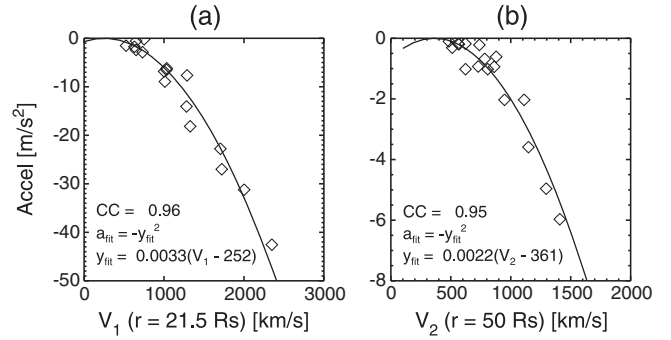 (a)
Accel [m/s²]
0
-10
-20
-30
-40
-50
CC = 0.96
a_fit = -y_fit²
y_fit = 0.0033(V₁ - 252)
0 1000 2000 3000
V₁ (r = 21.5 Rs) [km/s]
(b)
0
-2
-4
-6
-8
CC = 0.95
a_fit = -y_fit²
y_fit = 0.0022(V₂ - 361)
0 500 1000 1500 2000
V₂ (r = 50 Rs) [km/s]